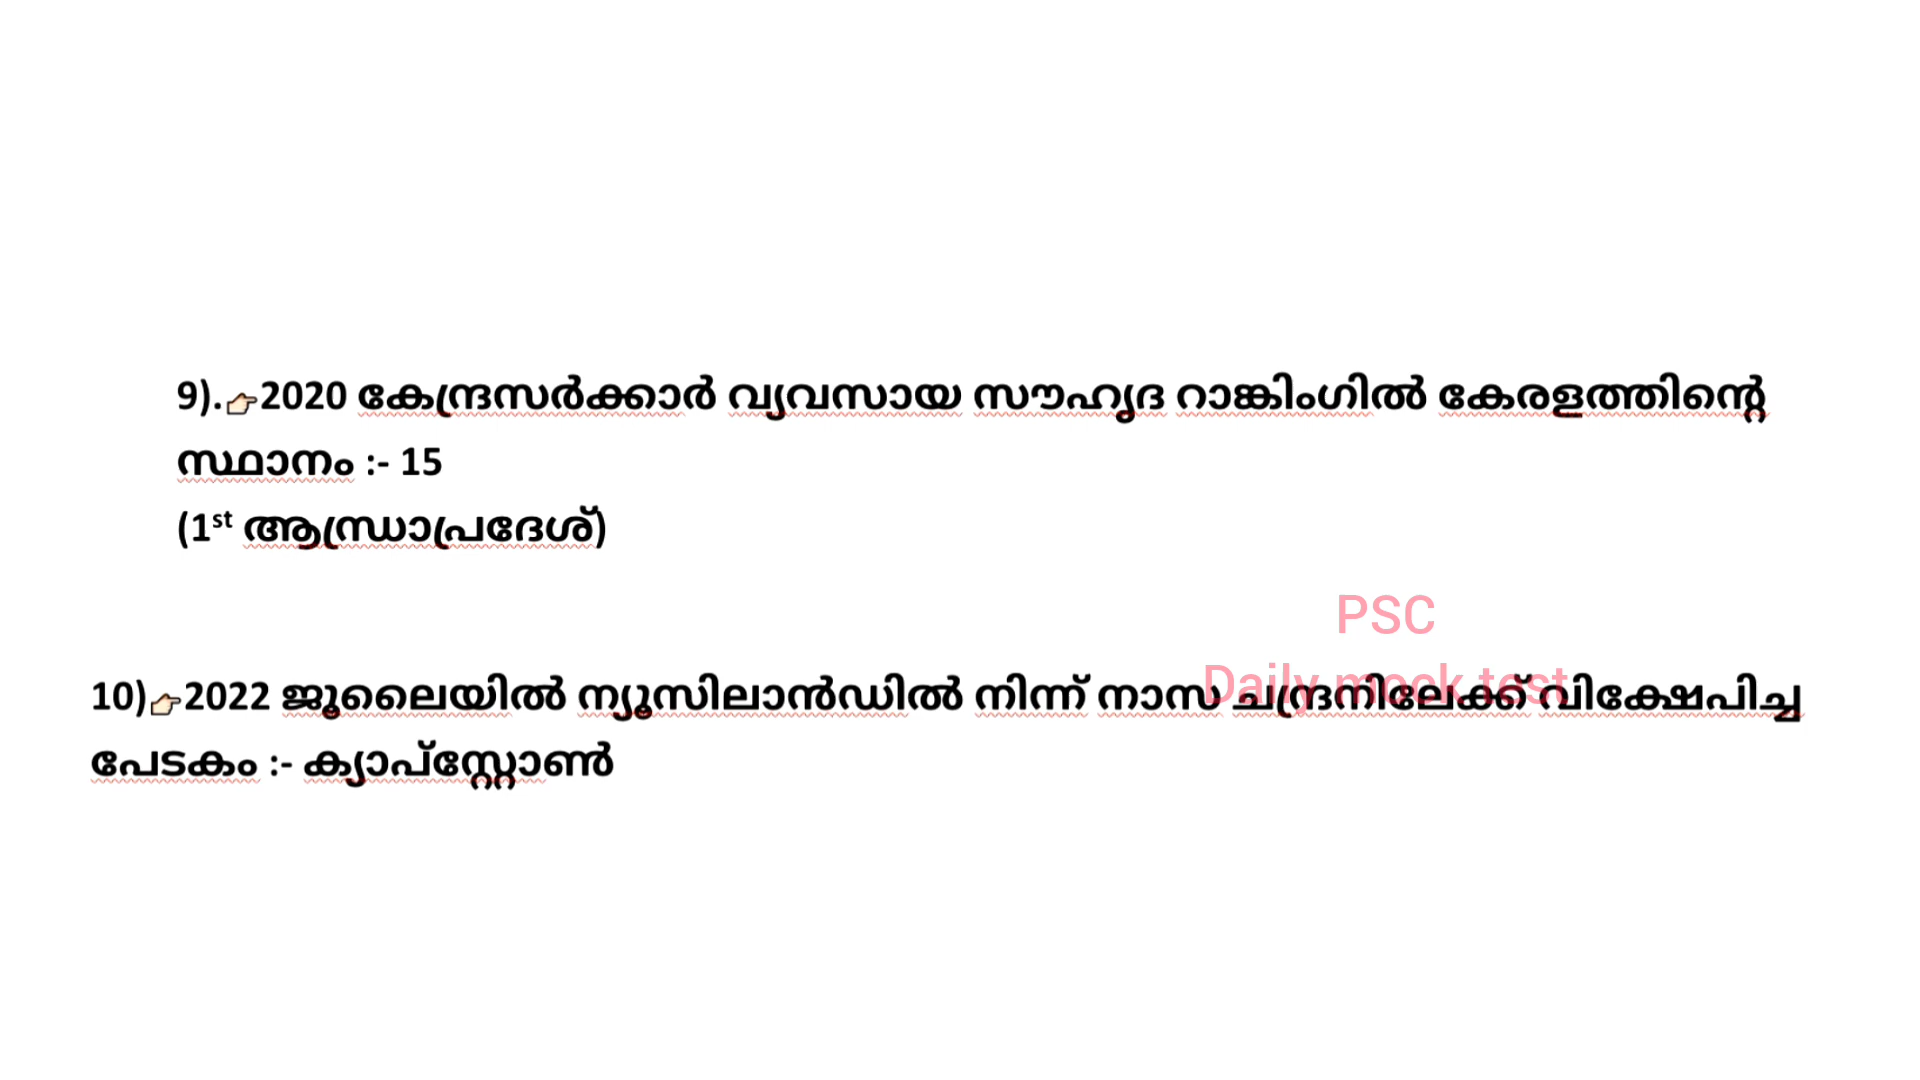 9).👉2020 കേന്ദ്രസർക്കാർ വ്യവസായ സൗഹൃദ റാങ്കിംഗിൽ കേരളത്തിന്റെ
സ്ഥാനം :- 15
(1st ആന്ധ്രാപ്രദേശ്)
PSC
Daily mock test
10)👉2022 ജൂലൈയിൽ ന്യൂസിലാൻഡിൽ നിന്ന് നാസ ചന്ദ്രനിലേക്ക് വിക്ഷേപിച്ച
പേടകം :- ക്യാപ്സ്റ്റോൺ